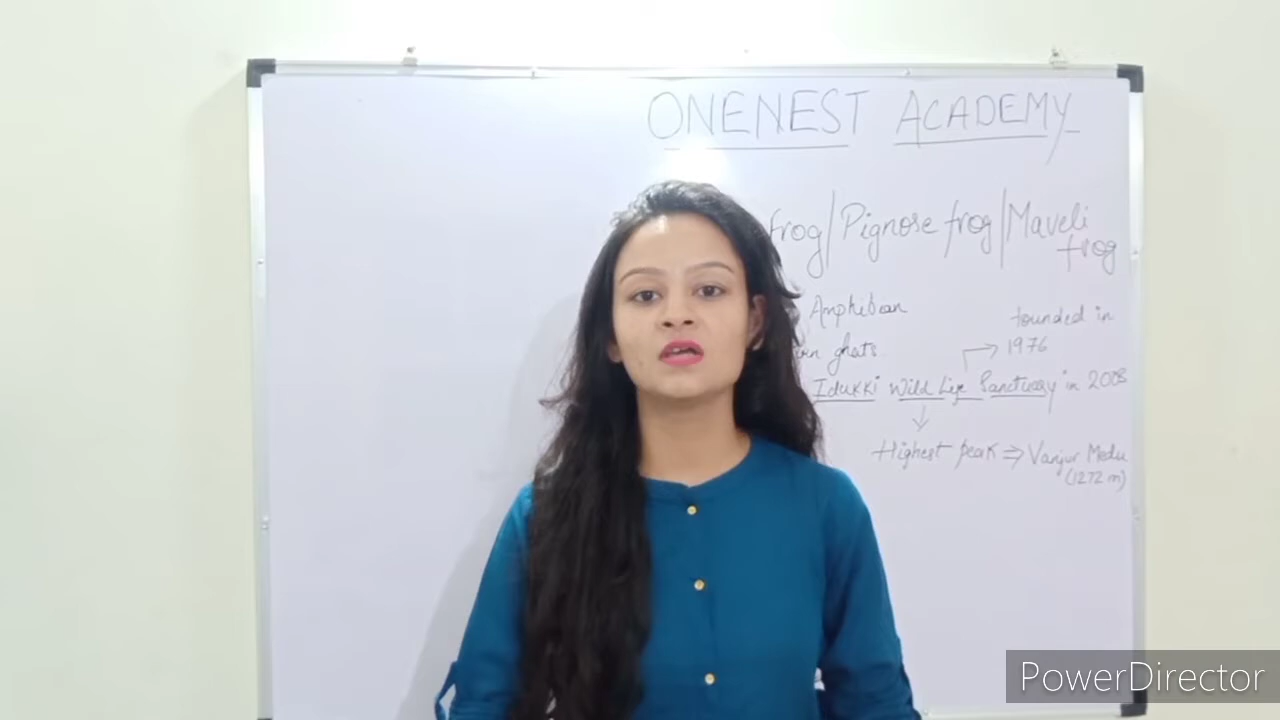 ONENEST ACADEMY
frog/Pignose frog/Maveli
frog
Amphibean
founded in
ghats
1976
Idukki Wild Life Sanctuary in 2008
Highest peak ⇒ Vanjur Medu
(1272 m)
PowerDirector